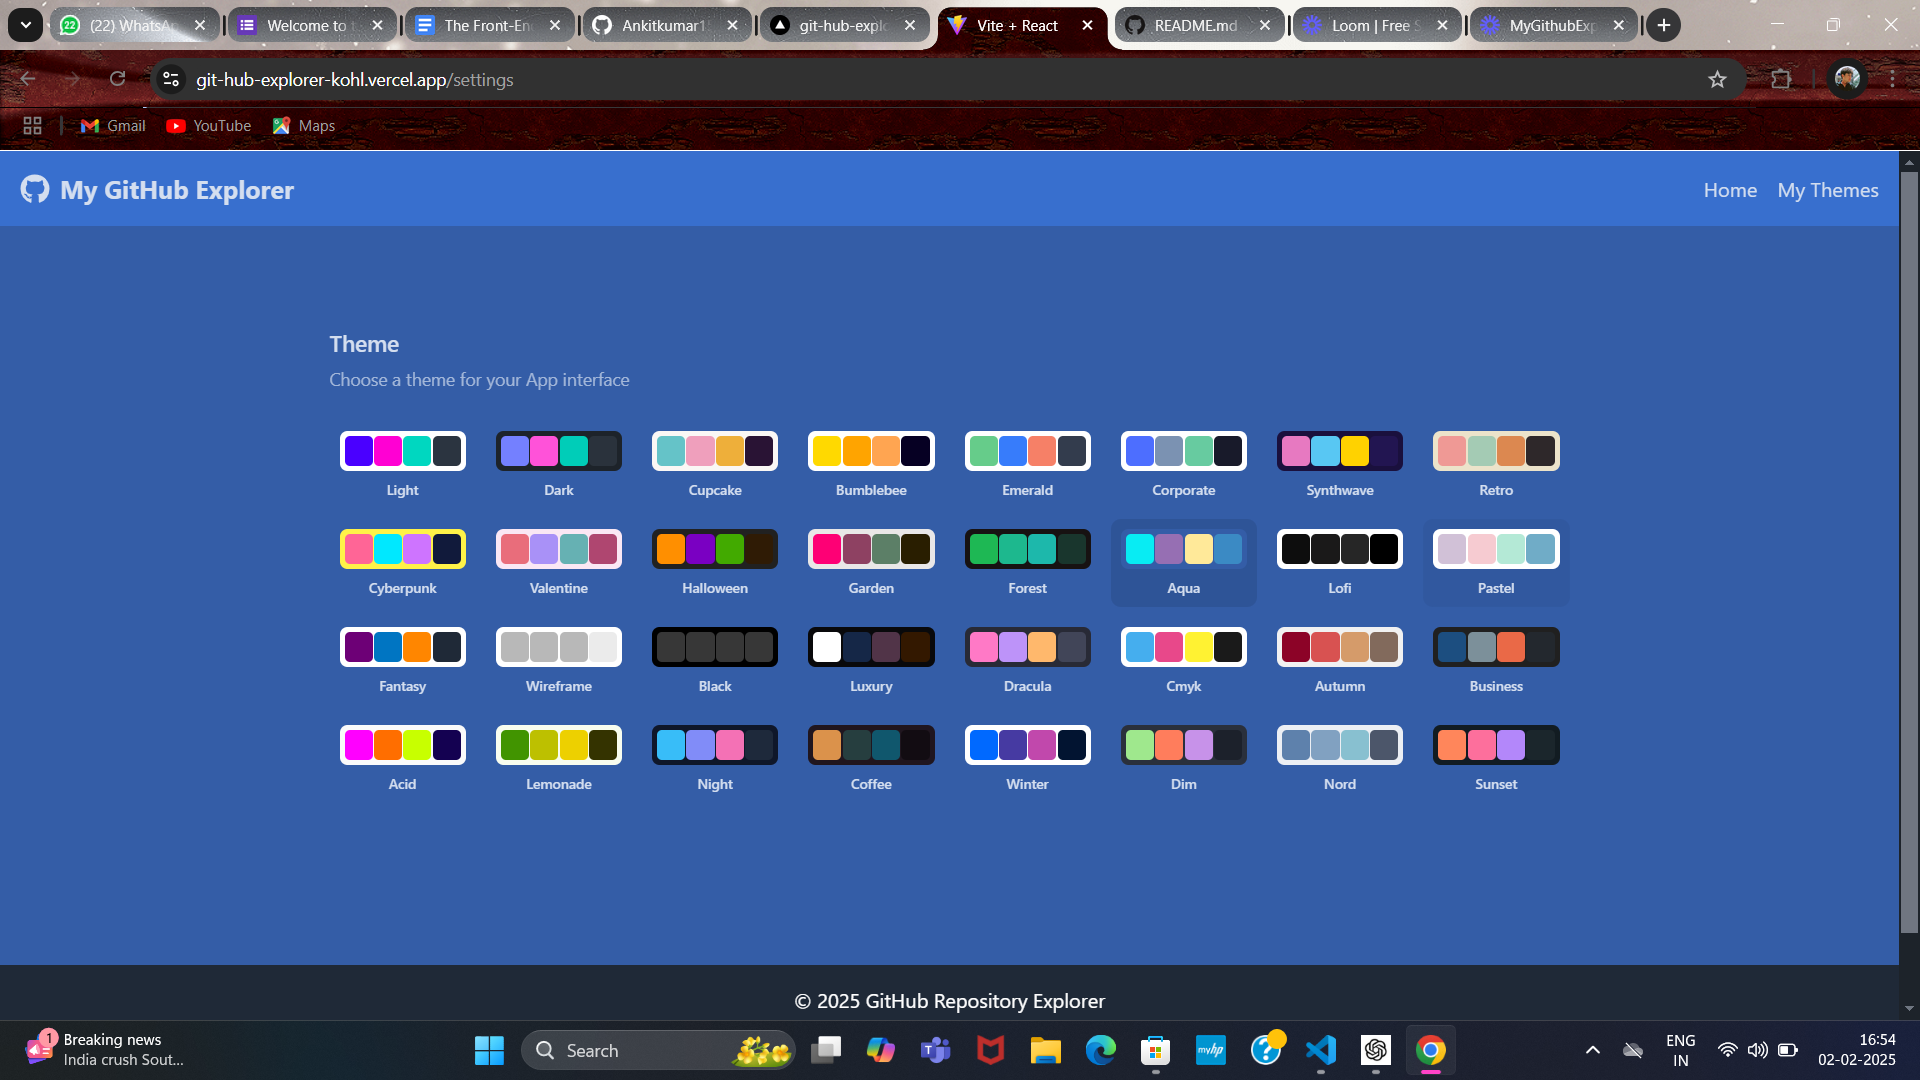 (22) WhatsA
Welcome to t
The Front-En
Ankitkumar1
git-hub-explo
Vite + React
README.md
Loom | Free S
MyGithubExp
git-hub-explorer-kohl.vercel.app/settings
Gmail
YouTube
Maps
My GitHub Explorer
Home
My Themes
Theme
Choose a theme for your App interface
Light
Dark
Cupcake
Bumblebee
Emerald
Corporate
Synthwave
Retro
Cyberpunk
Valentine
Halloween
Garden
Forest
Aqua
Lofi
Pastel
Fantasy
Wireframe
Black
Luxury
Dracula
Cmyk
Autumn
Business
Acid
Lemonade
Night
Coffee
Winter
Dim
Nord
Sunset
© 2025 GitHub Repository Explorer
1
Breaking news
India crush Sout...
Search
myhp
ENG
IN
16:54
02-02-2025